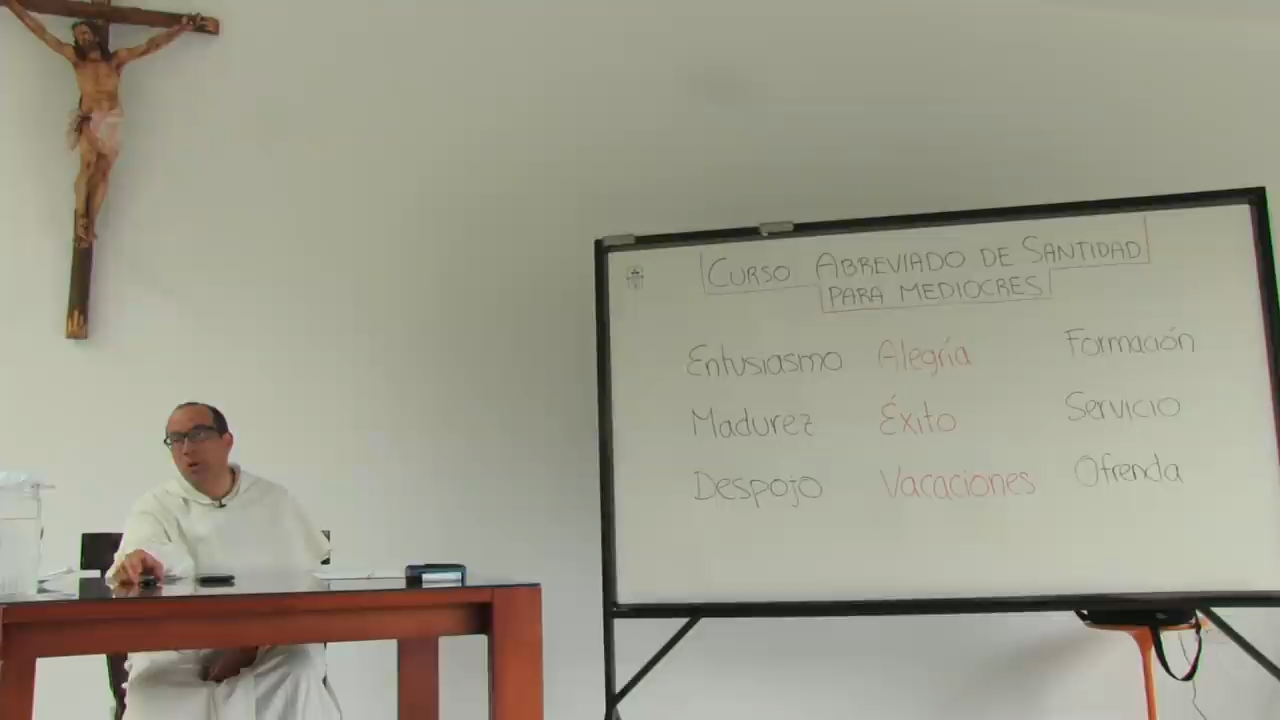 CURSO ABREVIADO DE SANTIDAD
PARA MEDIOCRES
Entusiasmo Alegría Formación
Madurez Éxito Servicio
Despojo Vacaciones Ofrenda